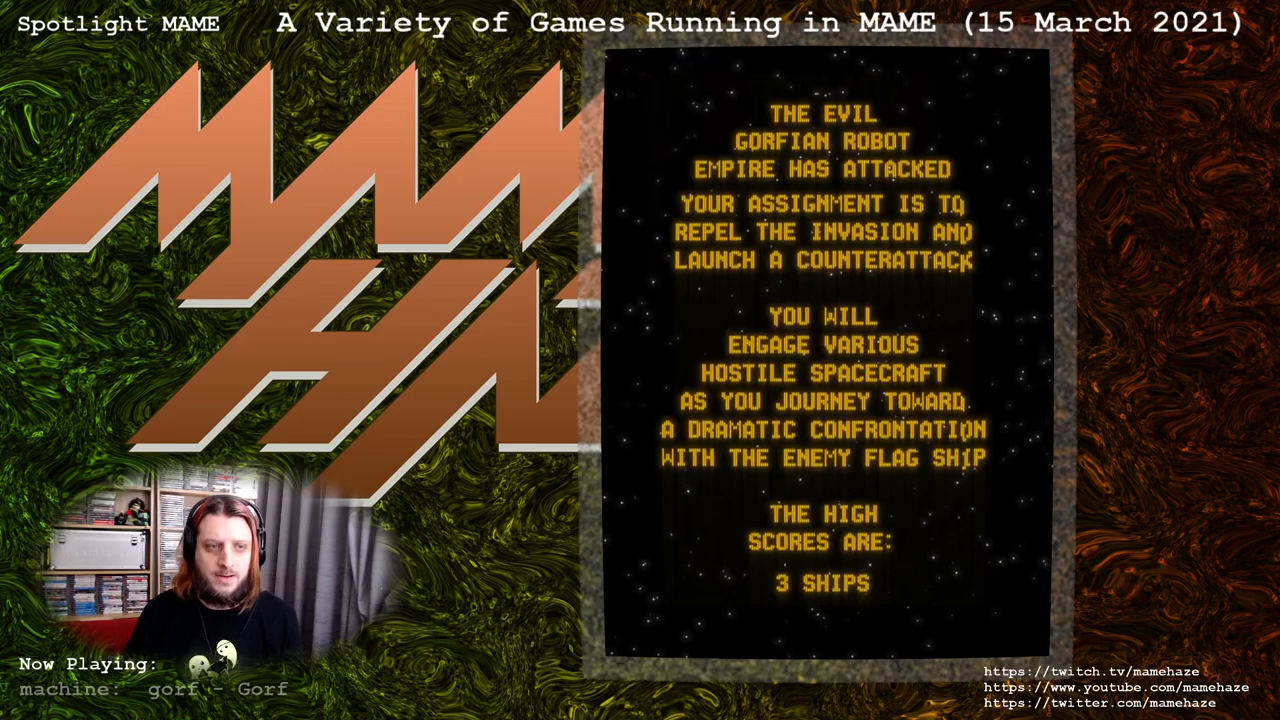 Spotlight MAME
A Variety of Games Running in MAME (15 March 2021)
THE EVIL
GORFIAN ROBOT
EMPIRE HAS ATTACKED
YOUR ASSIGNMENT IS TO
REPEL THE INVASION AND
LAUNCH A COUNTERATTACK
YOU WILL
ENGAGE VARIOUS
HOSTILE SPACECRAFT
AS YOU JOURNEY TOWARD
A DRAMATIC CONFRONTATION
WITH THE ENEMY FLAG SHIP
THE HIGH
SCORES ARE:
3 SHIPS
Now Playing:
machine: gorf - Gorf
https://twitch.tv/mamehaze
https://www.youtube.com/mamehaze
https://twitter.com/mamehaze